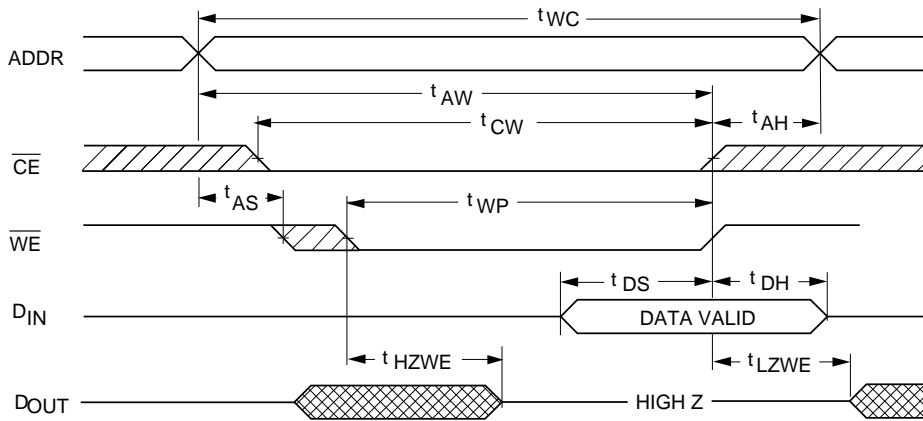 tWC
ADDR
tAW
tCW
tAH
CE
tAS
tWP
WE
tDS
tDH
DIN
DATA VALID
tHZWE
tLZWE
DOUT
HIGH Z